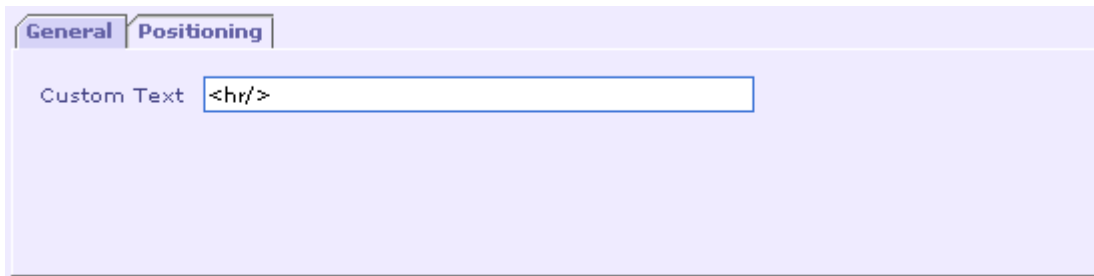 General Positioning
Custom Text <hr/>